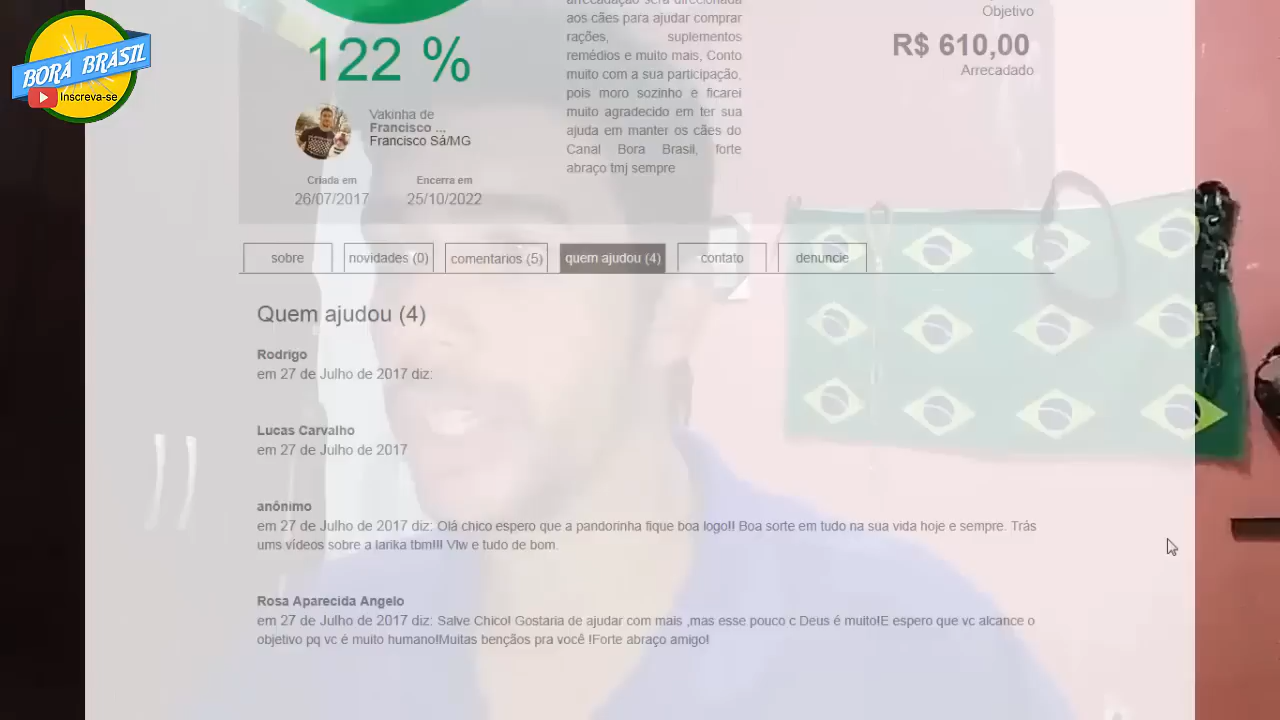 BORA BRASIL
Inscreva-se
122 %
Vakinha de
Francisco ...
Francisco Sá/MG
Criada em
Encerra em
26/07/2017
25/10/2022
arrecadação será direcionada
aos cães para ajudar comprar
rações, suplementos
remédios e muito mais, Conto
muito com a sua participação,
pois moro sozinho e ficarei
muito agradecido em ter sua
ajuda em manter os cães do
Canal Bora Brasil, forte
abraço tmj sempre
Objetivo
R$ 610,00
Arrecadado
sobre
novidades (0)
comentarios (5)
quem ajudou (4)
contato
denuncie
Quem ajudou (4)
Rodrigo
em 27 de Julho de 2017 diz:
Lucas Carvalho
em 27 de Julho de 2017
anônimo
em 27 de Julho de 2017 diz: Olá chico espero que a pandorinha fique boa logo!! Boa sorte em tudo na sua vida hoje e sempre. Trás
ums vídeos sobre a larika tbm!!! Vlw e tudo de bom.
Rosa Aparecida Angelo
em 27 de Julho de 2017 diz: Salve Chico! Gostaria de ajudar com mais ,mas esse pouco c Deus é muito!E espero que vc alcance o
objetivo pq vc é muito humano!Muitas bençãos pra você !Forte abraço amigo!